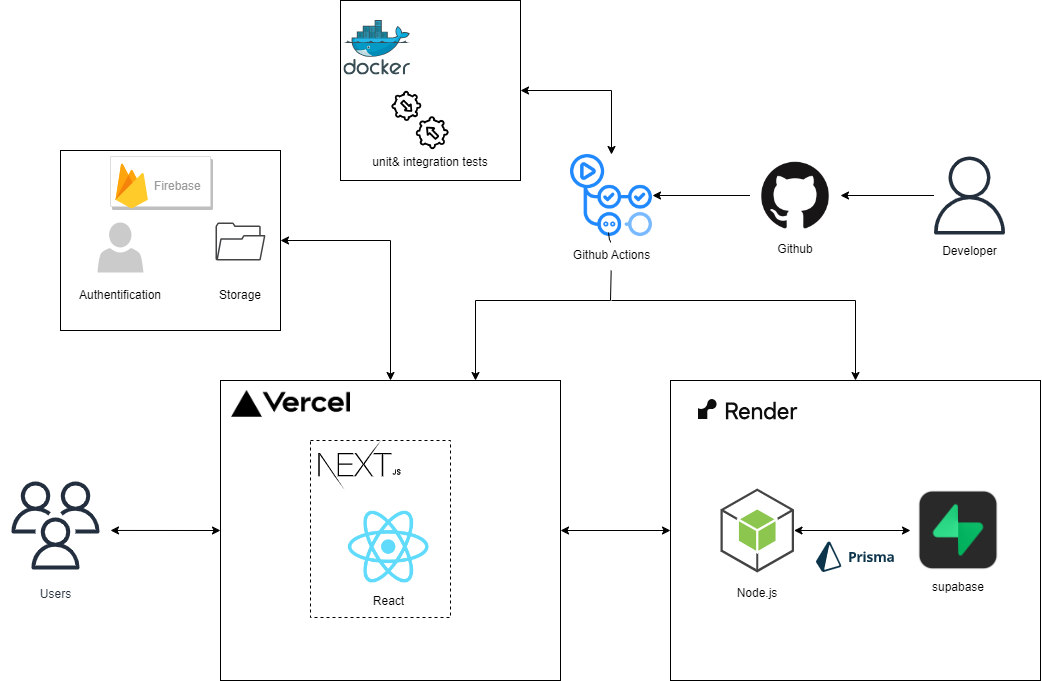 docker
unit& integration tests
Firebase
Authentification
Storage
Github Actions
Github
Developer
Vercel
NEXT.JS
React
Users
Render
Node.js
Prisma
supabase